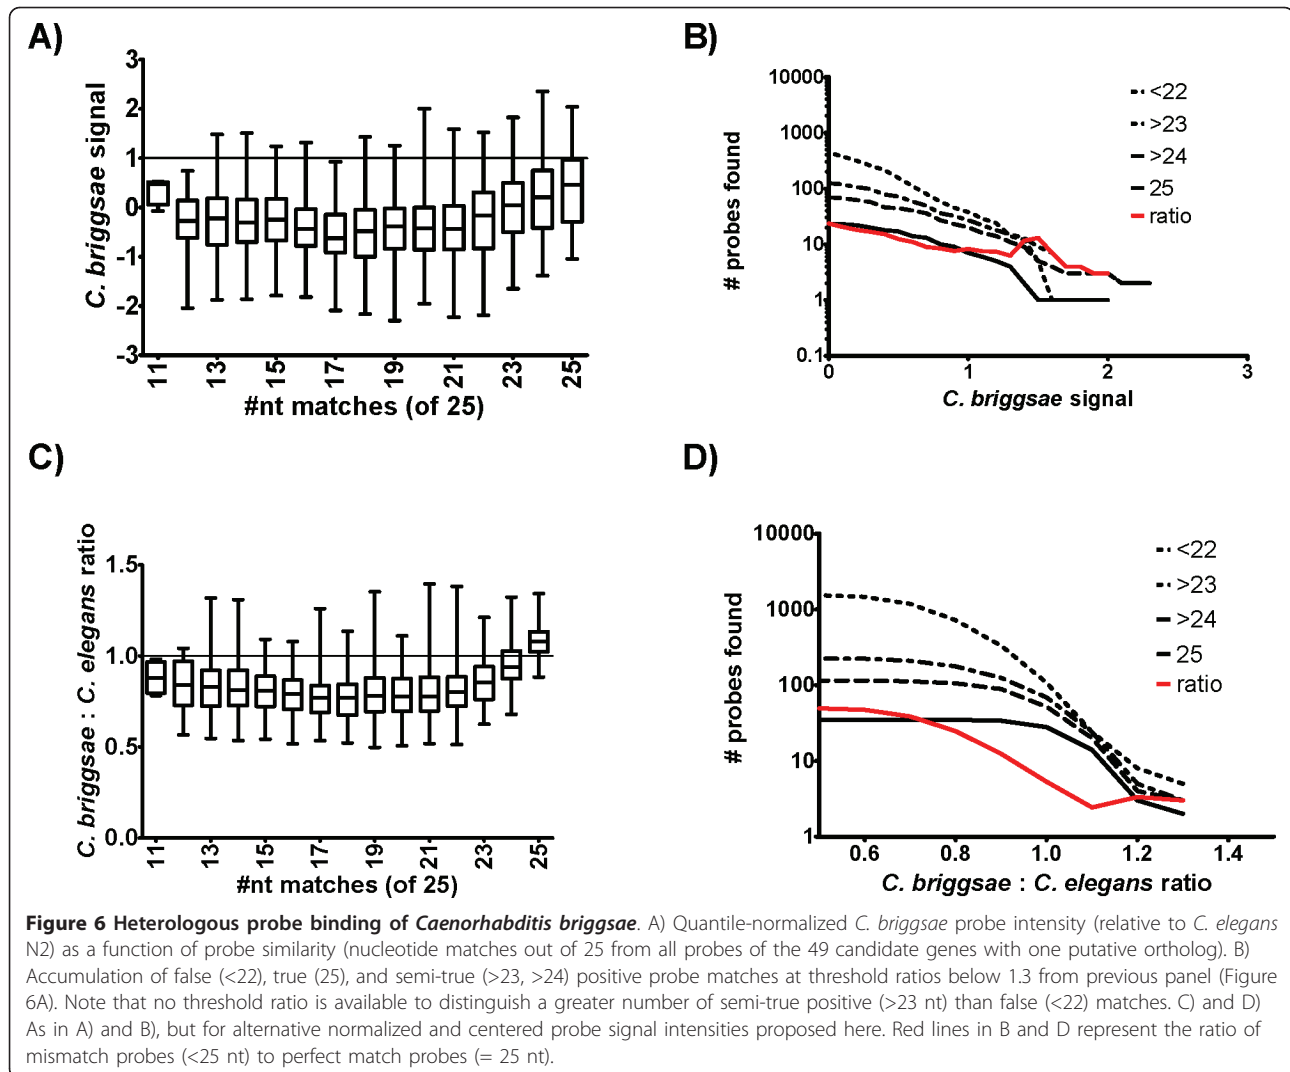 A)
C. briggsae signal
3
2
1
0
-1
-2
-3
11
13
15
17
19
21
23
25
#nt matches (of 25)
B)
# probes found
10000
1000
100
10
1
0.1
0
1
2
3
C. briggsae signal
<22
>23
>24
25
ratio
C)
C. briggsae : C. elegans ratio
1.5
1.0
0.5
0.0
11
13
15
17
19
21
23
25
#nt matches (of 25)
D)
# probes found
10000
1000
100
10
1
0.6
0.8
1.0
1.2
1.4
C. briggsae : C. elegans ratio
<22
>23
>24
25
ratio
Figure 6 Heterologous probe binding of Caenorhabditis briggsae. A) Quantile-normalized C. briggsae probe intensity (relative to C. elegans
N2) as a function of probe similarity (nucleotide matches out of 25 from all probes of the 49 candidate genes with one putative ortholog). B)
Accumulation of false (<22), true (25), and semi-true (>23, >24) positive probe matches at threshold ratios below 1.3 from previous panel (Figure
6A). Note that no threshold ratio is available to distinguish a greater number of semi-true positive (>23 nt) than false (<22) matches. C) and D)
As in A) and B), but for alternative normalized and centered probe signal intensities proposed here. Red lines in B and D represent the ratio of
mismatch probes (<25 nt) to perfect match probes (= 25 nt).